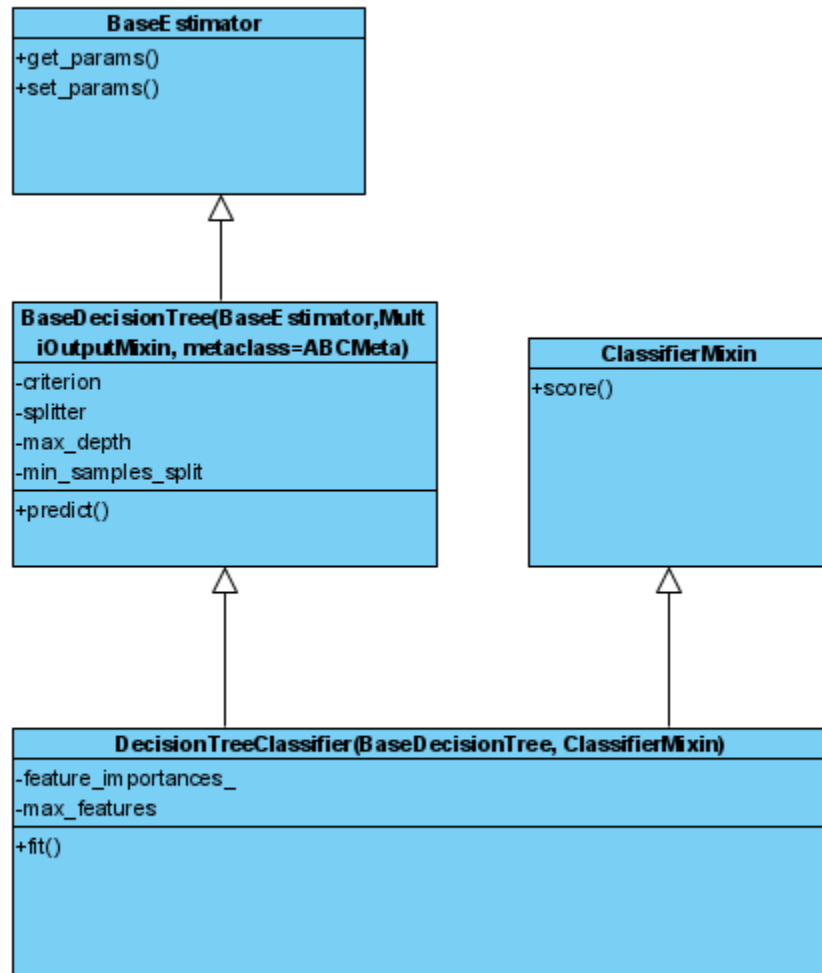 BaseEstimator
+get_params()
+set_params()
BaseDecisionTree(BaseEstimator,Mult
iOutputMixin, metaclass=ABCMeta)
-criterion
-splitter
-max_depth
-min_samples_split
+predict()
ClassifierMixin
+score()
DecisionTreeClassifier(BaseDecisionTree, ClassifierMixin)
-feature_importances_
-max_features
+fit()